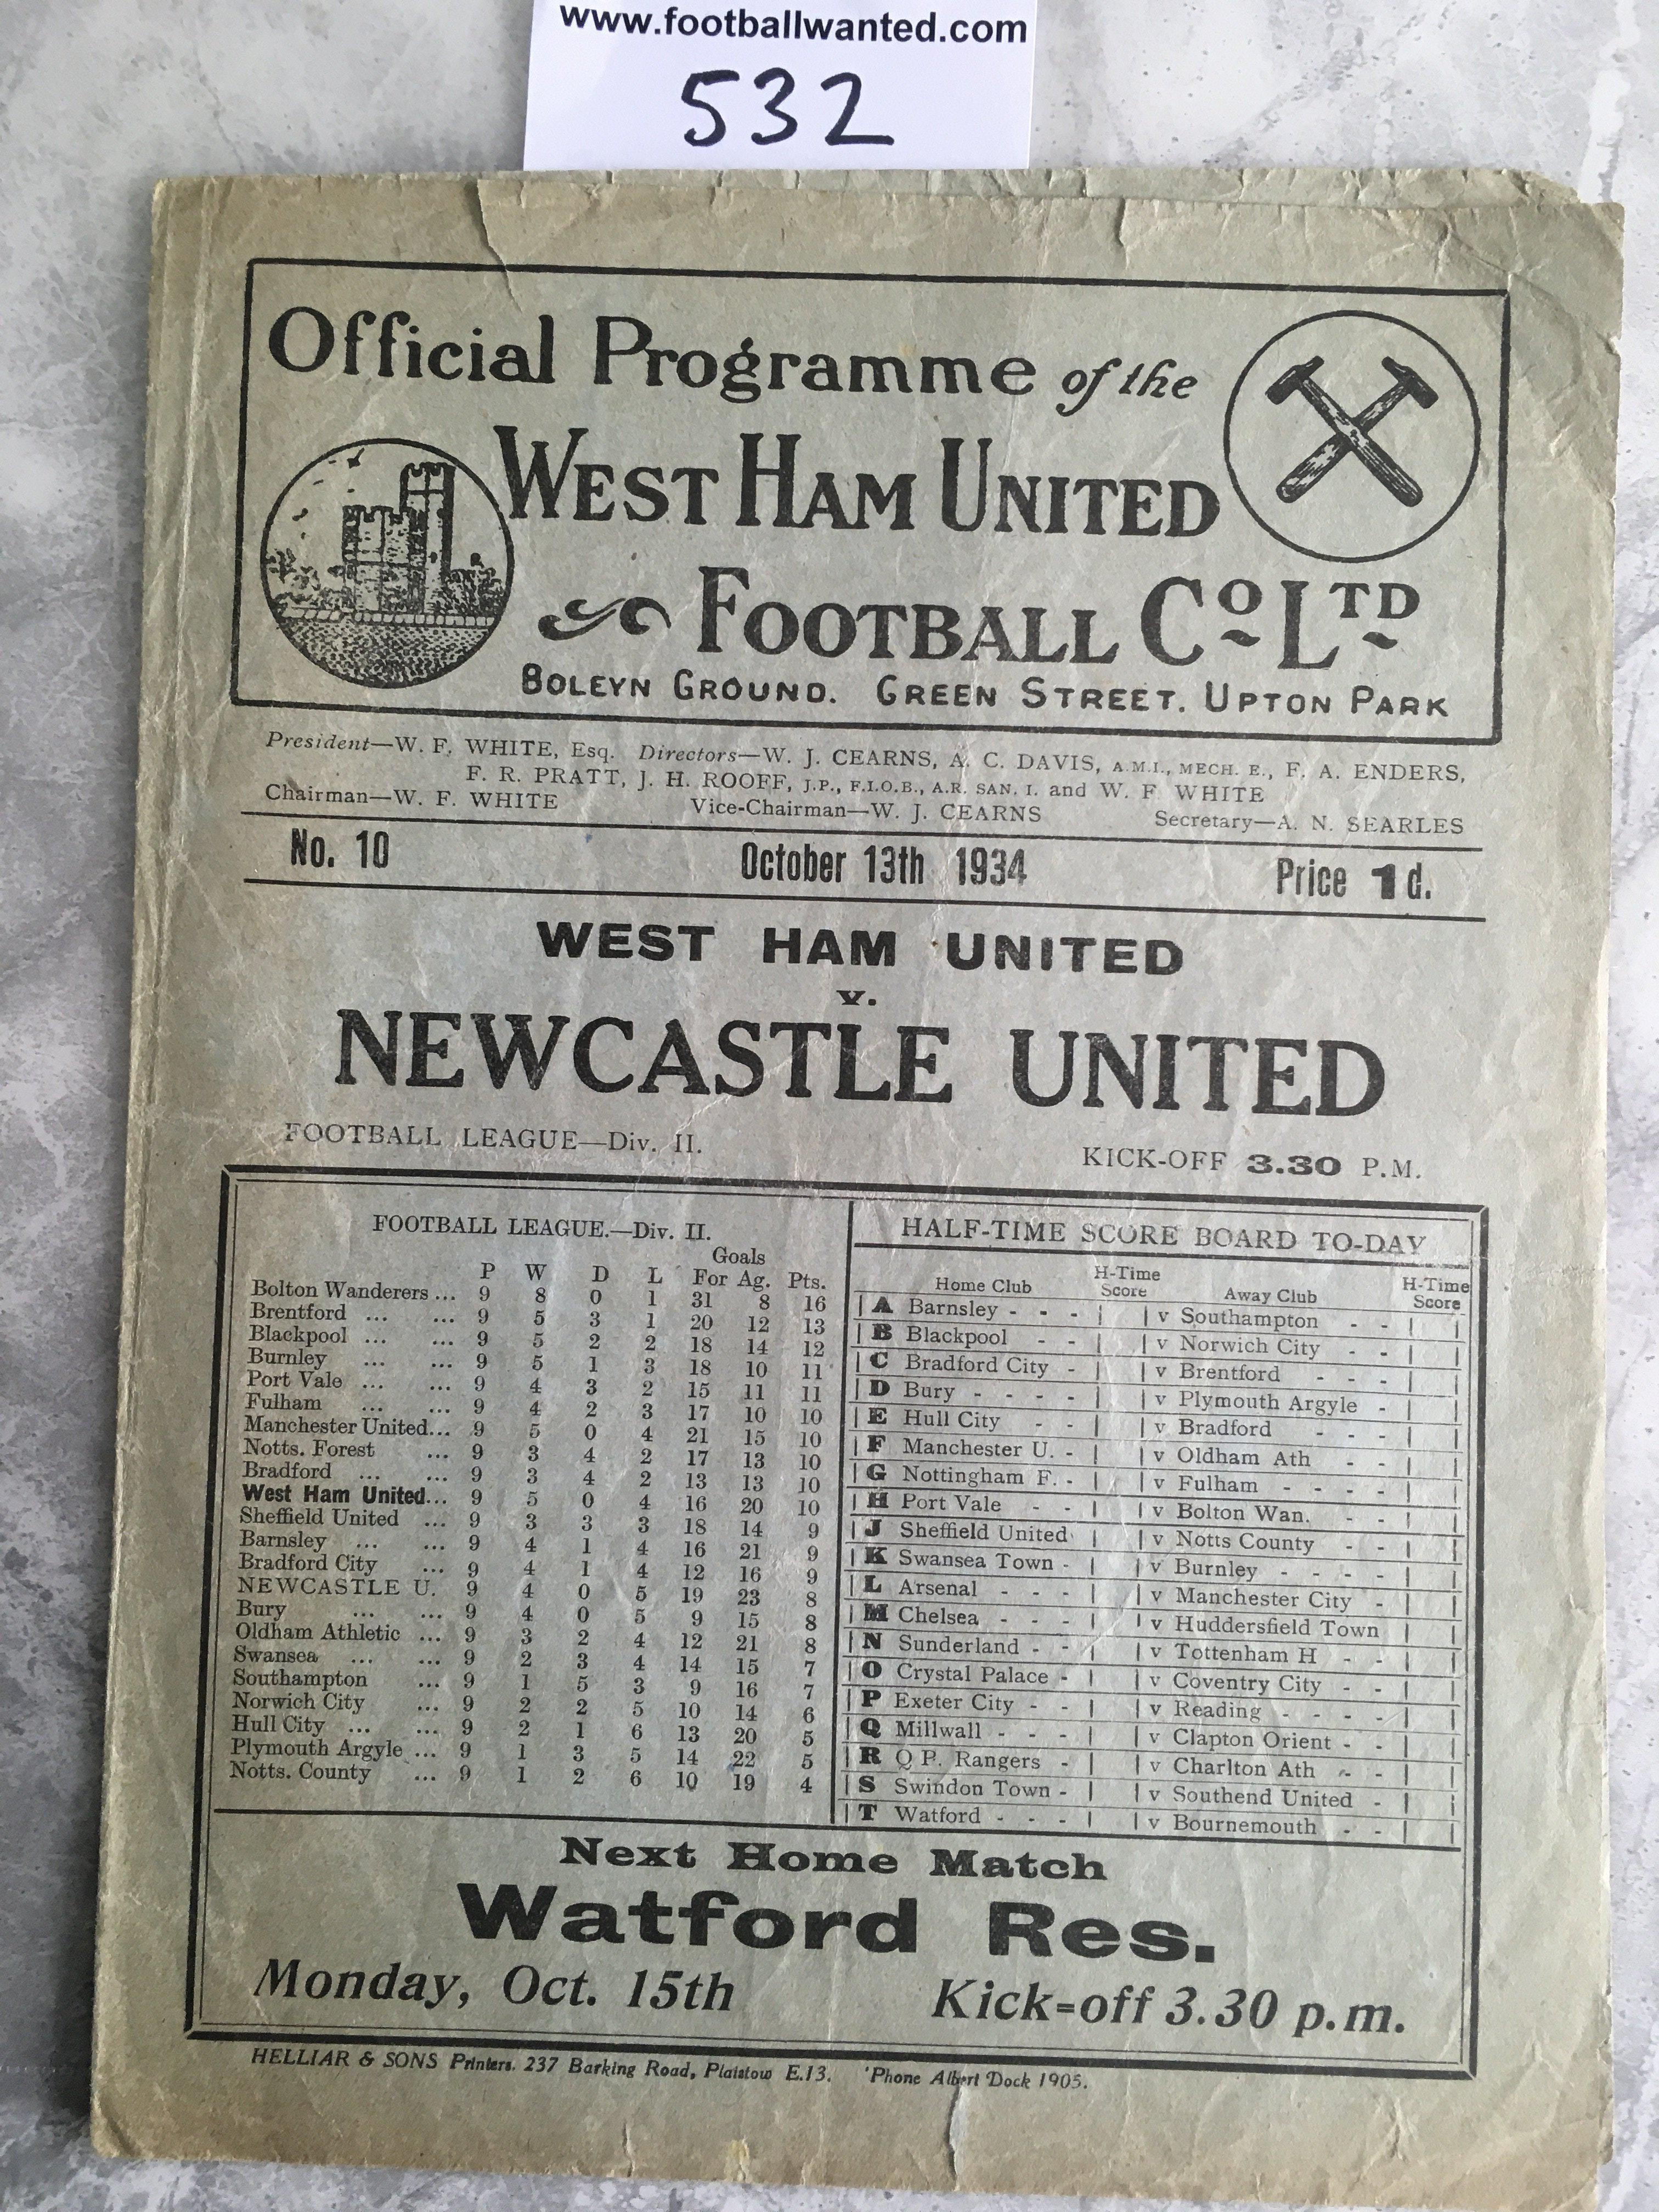 www.footballwanted.com
532
Official Programme of the
WEST HAM UNITED
FOOTBALL CO LTD
BOLEYN GROUND. GREEN STREET. UPTON PARK
President—W. F. WHITE, Esq. Directors—W. J. CEARNS, A. C. DAVIS, A.M.I., MECH. E., F. A. ENDERS,
F. R. PRATT, J. H. ROOFF, J.P., F.I.O.B., A.R. SAN. I. and W. F. WHITE
Chairman—W. F. WHITE Vice-Chairman—W. J. CEARNS Secretary—A. N. SEARLES
No. 10 October 13th 1934 Price 1d.
WEST HAM UNITED
v.
NEWCASTLE UNITED
FOOTBALL LEAGUE—Div. II. KICK-OFF 3.30 P.M.
FOOTBALL LEAGUE.—Div. II.
Goals
P W D L For Ag. Pts.
Bolton Wanderers ... 9 8 0 1 31 8 16
Brentford ... ... 9 5 3 1 20 12 13
Blackpool ... ... 9 5 2 2 18 14 12
Burnley ... ... 9 5 1 3 18 10 11
Port Vale ... ... 9 4 3 2 15 11 11
Fulham ... ... 9 4 2 3 17 10 10
Manchester United... 9 5 0 4 21 15 10
Notts. Forest ... 9 3 4 2 17 13 10
Bradford ... ... 9 3 4 2 13 13 10
West Ham United... 9 5 0 4 16 20 10
Sheffield United ... 9 3 3 3 18 14 9
Barnsley ... ... 9 4 1 4 16 21 9
Bradford City ... 9 4 1 4 12 16 9
NEWCASTLE U. 9 4 0 5 19 23 8
Bury ... ... 9 4 0 5 9 15 8
Oldham Athletic ... 9 3 2 4 12 21 8
Swansea ... ... 9 2 3 4 14 15 7
Southampton ... 9 1 5 3 9 16 7
Norwich City ... 9 2 2 5 10 14 6
Hull City ... ... 9 2 1 6 13 20 5
Plymouth Argyle ... 9 1 3 5 14 22 5
Notts. County ... 9 1 2 6 10 19 4
HALF-TIME SCORE BOARD TO-DAY
Home Club H-Time Score Away Club H-Time Score
A Barnsley - - - v Southampton - -
B Blackpool - - v Norwich City - -
C Bradford City - v Brentford - - -
D Bury - - - - v Plymouth Argyle -
E Hull City - - v Bradford - - -
F Manchester U. - v Oldham Ath - -
G Nottingham F. - v Fulham - - - -
H Port Vale - - v Bolton Wan. - -
J Sheffield United v Notts County - -
K Swansea Town - v Burnley - - - -
L Arsenal - - - v Manchester City -
M Chelsea - - - v Huddersfield Town
N Sunderland - - v Tottenham H - -
O Crystal Palace - v Coventry City - -
P Exeter City - - v Reading - - - -
Q Millwall - - - v Clapton Orient - -
R Q P. Rangers - v Charlton Ath - -
S Swindon Town - v Southend United -
T Watford - - - v Bournemouth - -
Next Home Match
Watford Res.
Monday, Oct. 15th Kick=off 3.30 p.m.
HELLIAR & SONS Printers. 237 Barking Road, Plaistow E.13. 'Phone Albert Dock 1905.